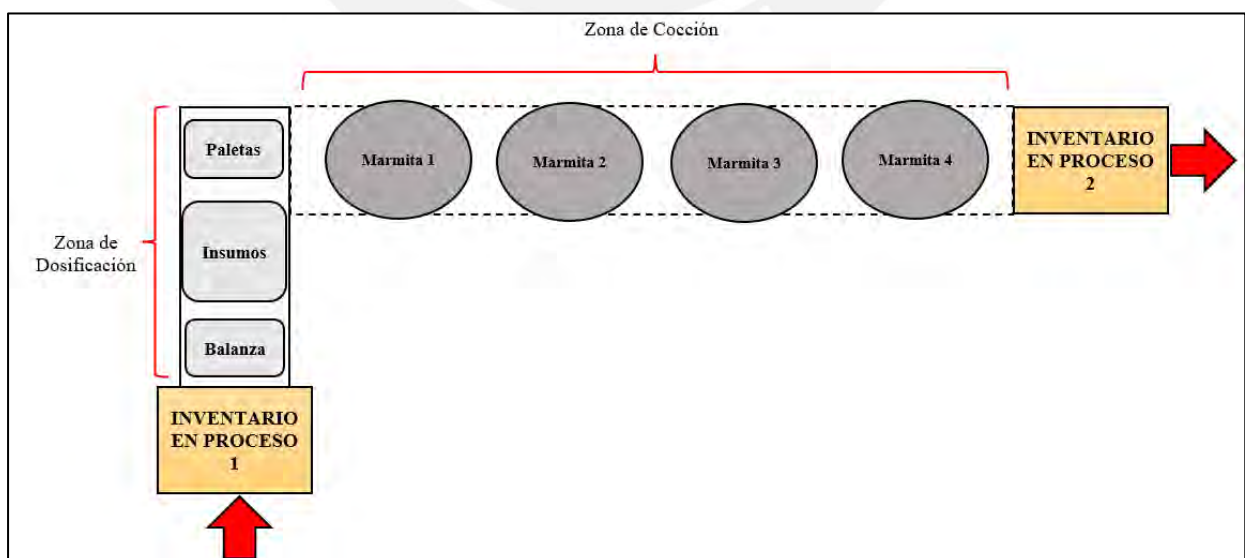 Zona de Cocción
Paletas
Marmita 1
Marmita 2
Marmita 3
Marmita 4
INVENTARIO
EN PROCESO
2
Zona de
Dosificación
Insumos
Balanza
INVENTARIO
EN PROCESO
1